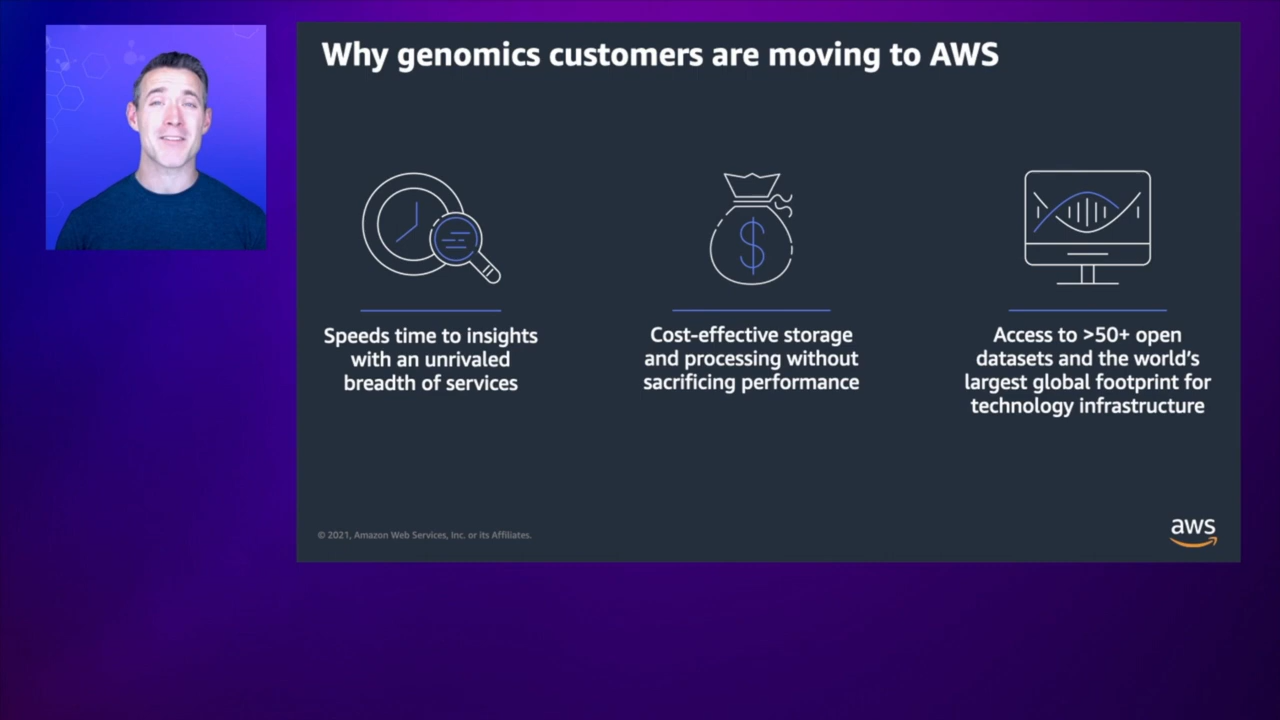 Why genomics customers are moving to AWS
Speeds time to insights
with an unrivaled
breadth of services
Cost-effective storage
and processing without
sacrificing performance
Access to >50+ open
datasets and the world's
largest global footprint for
technology infrastructure
© 2021, Amazon Web Services, Inc. or its Affiliates.
aws